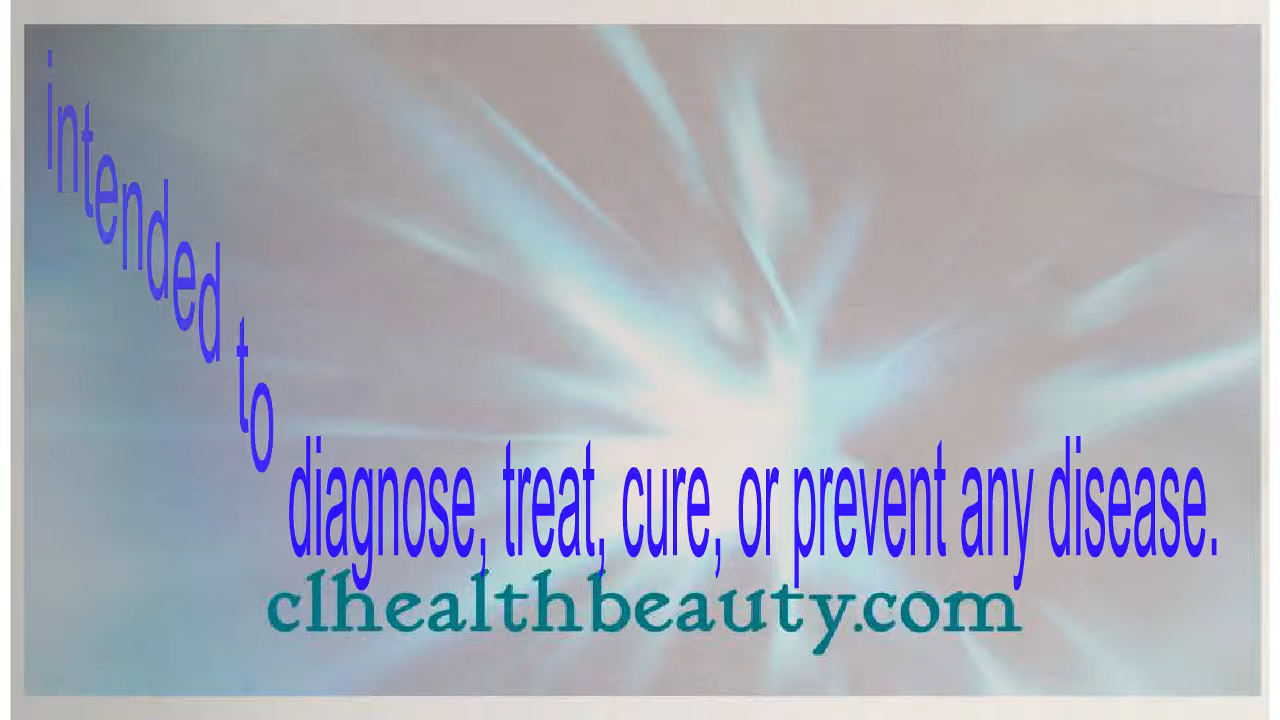 intended to
diagnose, treat, cure, or prevent any disease.
clhealthbeauty.com